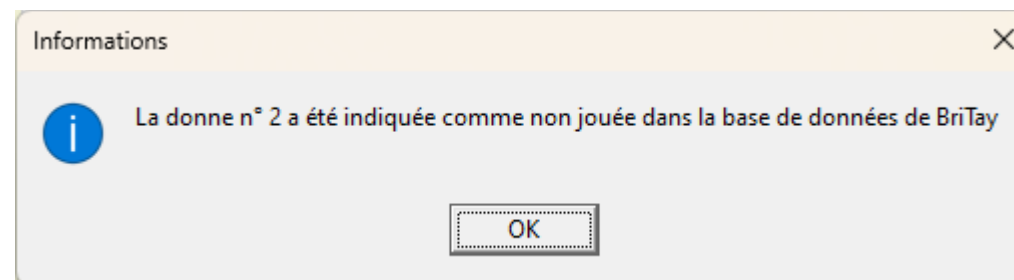 Informations
La donne n° 2 a été indiquée comme non jouée dans la base de données de BriTay
OK